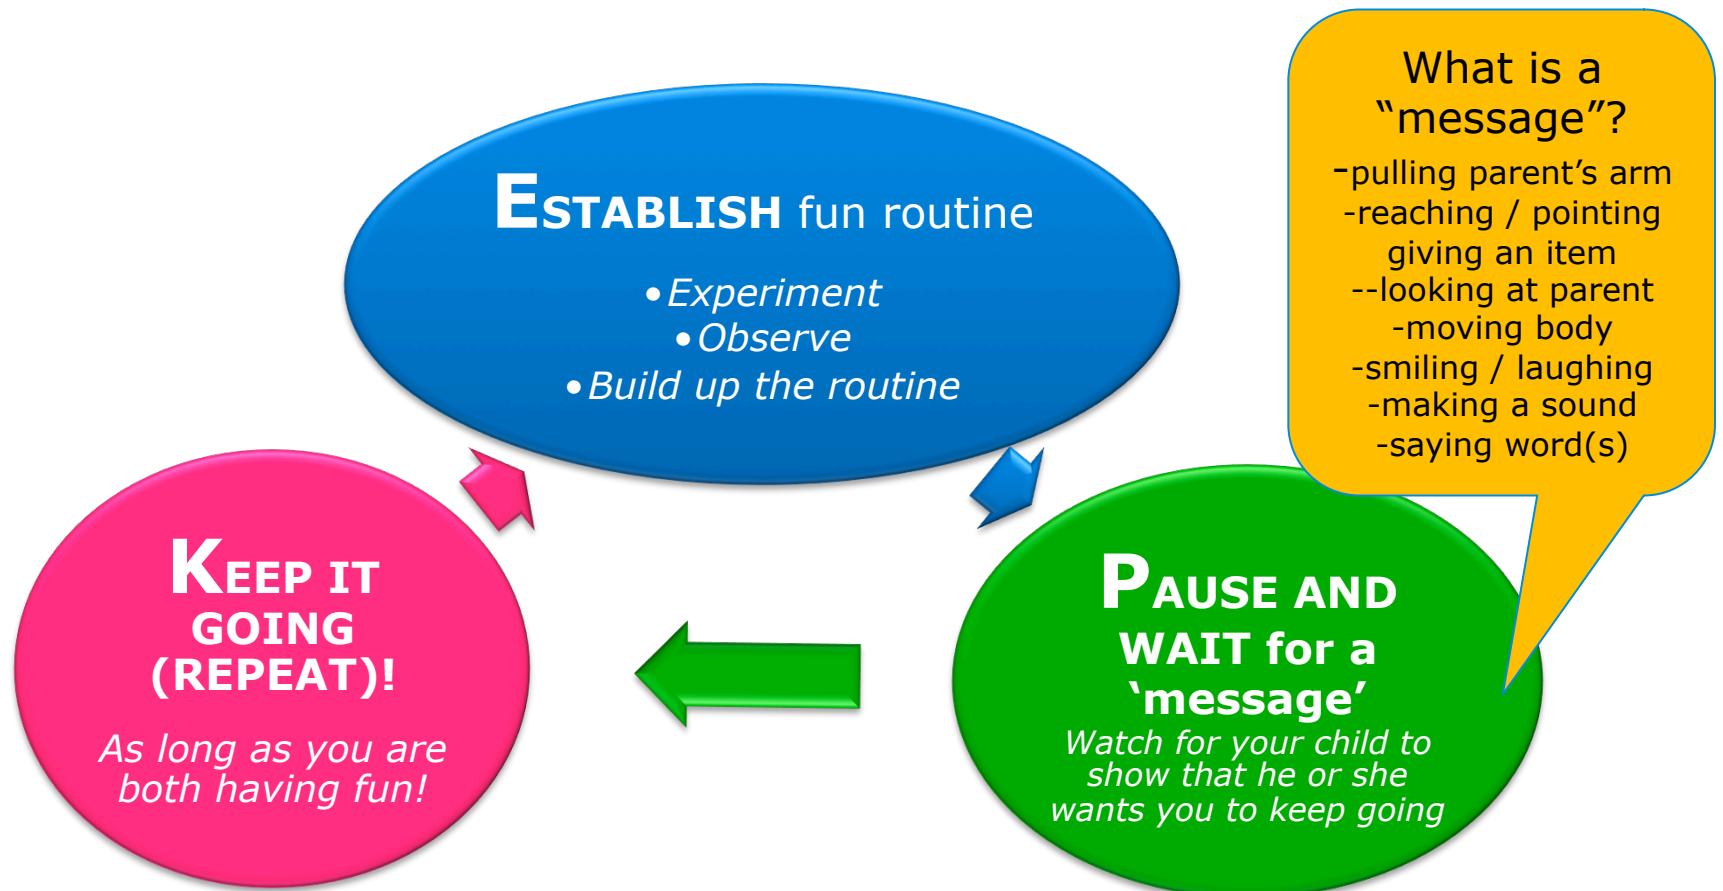 ESTABLISH fun routine
•Experiment
•Observe
•Build up the routine
What is a
“message”?
-pulling parent’s arm
-reaching / pointing
giving an item
--looking at parent
-moving body
-smiling / laughing
-making a sound
-saying word(s)
PAUSE AND
WAIT for a
‘message’
Watch for your child to
show that he or she
wants you to keep going
KEEP IT
GOING
(REPEAT)!
As long as you are
both having fun!